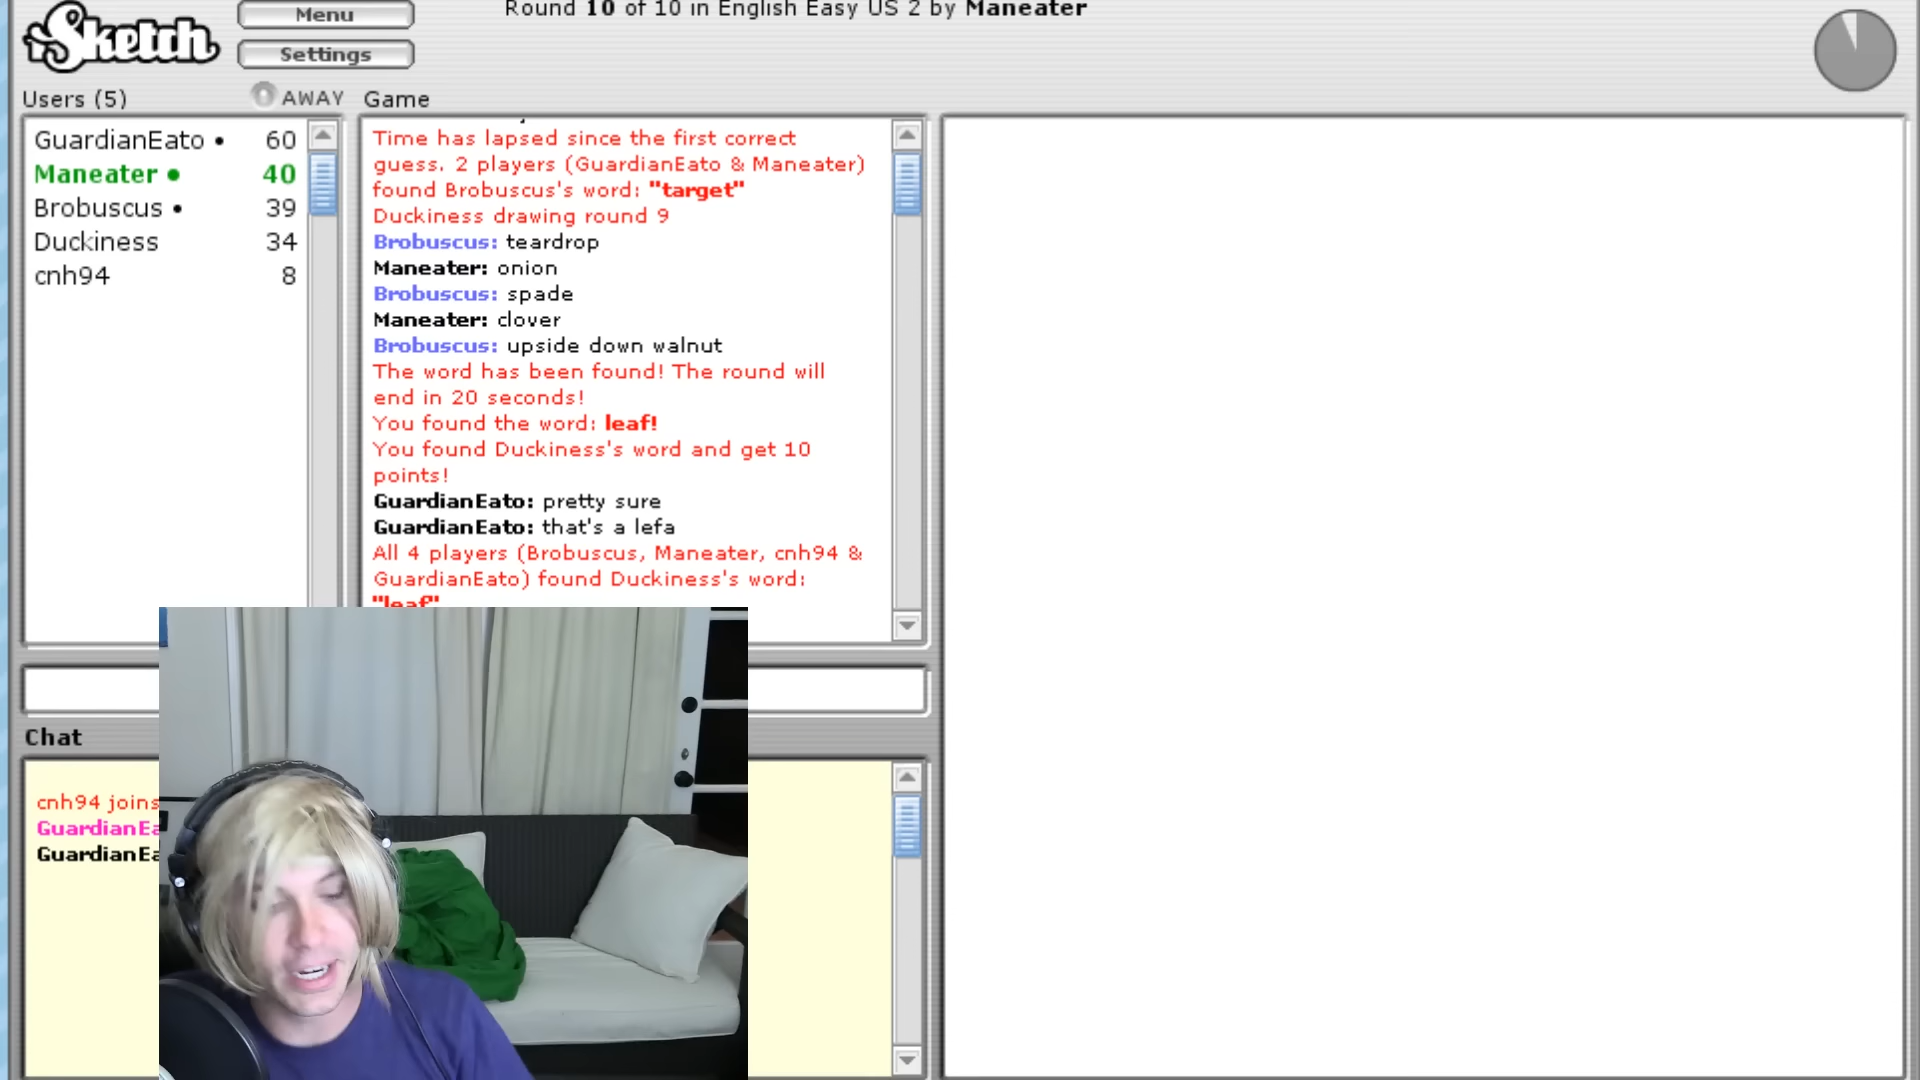 iSketch
Menu
Settings
Round 10 of 10 in English Easy US 2 by Maneater
Users (5)
AWAY
Game
GuardianEato • 60
Maneater • 40
Brobuscus • 39
Duckiness 34
cnh94 8
Time has lapsed since the first correct
guess. 2 players (GuardianEato & Maneater)
found Brobuscus's word: "target"
Duckiness drawing round 9
Brobuscus: teardrop
Maneater: onion
Brobuscus: spade
Maneater: clover
Brobuscus: upside down walnut
The word has been found! The round will
end in 20 seconds!
You found the word: leaf!
You found Duckiness's word and get 10
points!
GuardianEato: pretty sure
GuardianEato: that's a lefa
All 4 players (Brobuscus, Maneater, cnh94 &
GuardianEato) found Duckiness's word:
"leaf"
Chat
cnh94 joins
GuardianEa
GuardianEa